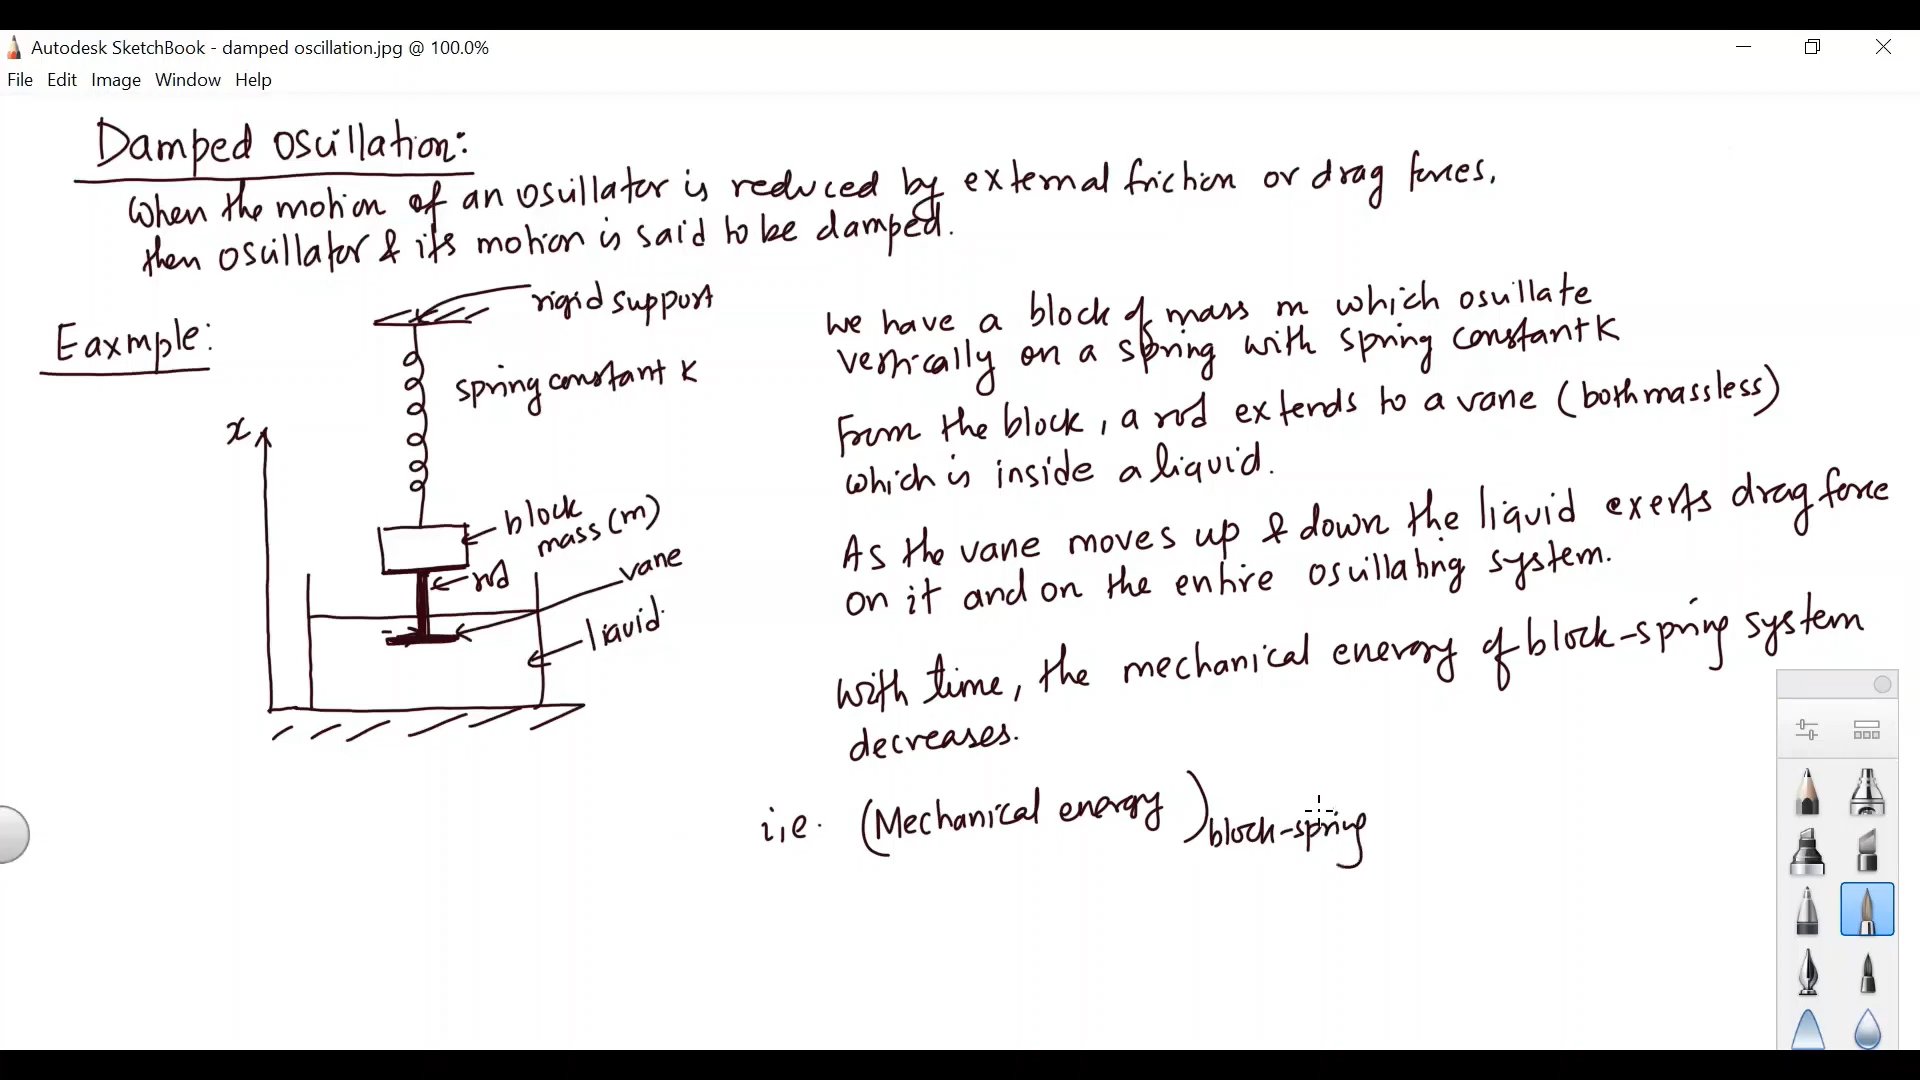 Autodesk SketchBook - damped oscillation.jpg @ 100.0%
File Edit Image Window Help
Damped oscillation:
When the motion of an oscillator is reduced by external friction or drag forces,
then oscillator & its motion is said to be damped.
Eaxmple:
rigid support
spring constant K
x
block
mass (m)
rod
vane
liquid.
We have a block of mass m which oscillate
vertically on a spring with spring constant K
From the block, a rod extends to a vane (both massless)
which is inside a liquid.
As the vane moves up & down the liquid exerts drag force
on it and on the entire oscillating system.
With time, the mechanical energy of block-spring system
decreases.
i,e. (Mechanical energy) block-spring